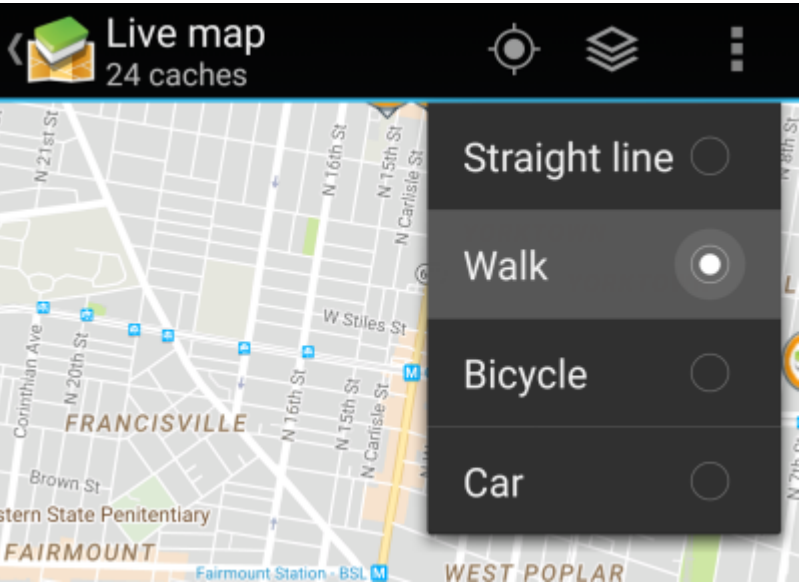 Live map
24 caches
Straight line
Walk
Bicycle
Car
N 21st St
N 16th St
N 15th St
N Carlisle St
N 8th St
6
W Stiles St
M
Corinthian Ave
N 20th St
FRANCISVILLE
N 16th St
N 15th St
N Carlisle St
N 7th
Brown St
stern State Penitentiary
FAIRMOUNT
Fairmount Station - BSL M
WEST POPLAR
L